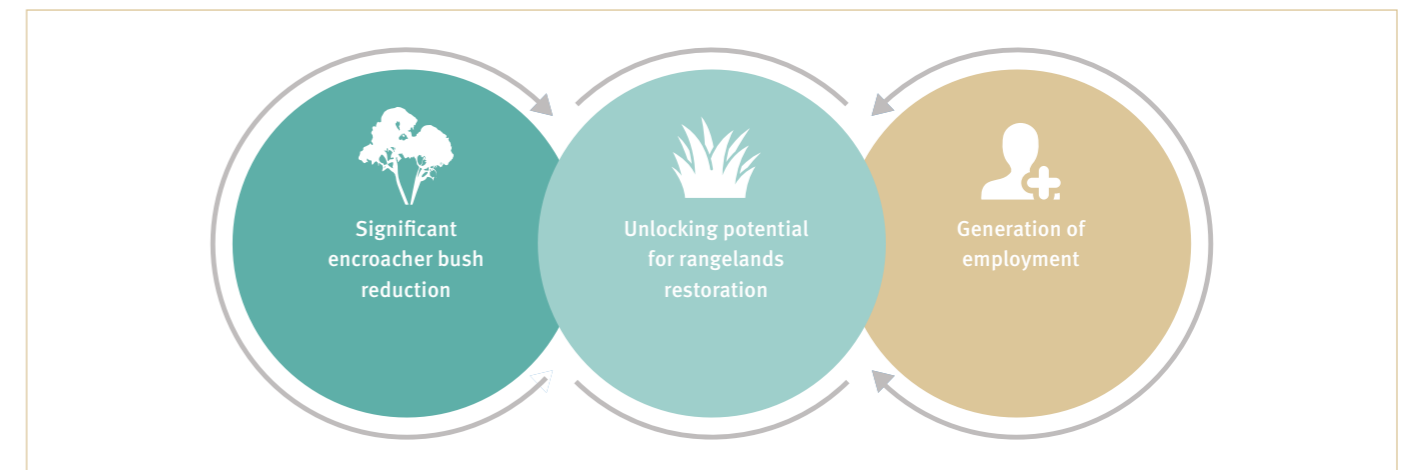 Significant
encroacher bush
reduction
Unlocking potential
for rangelands
restoration
Generation of
employment